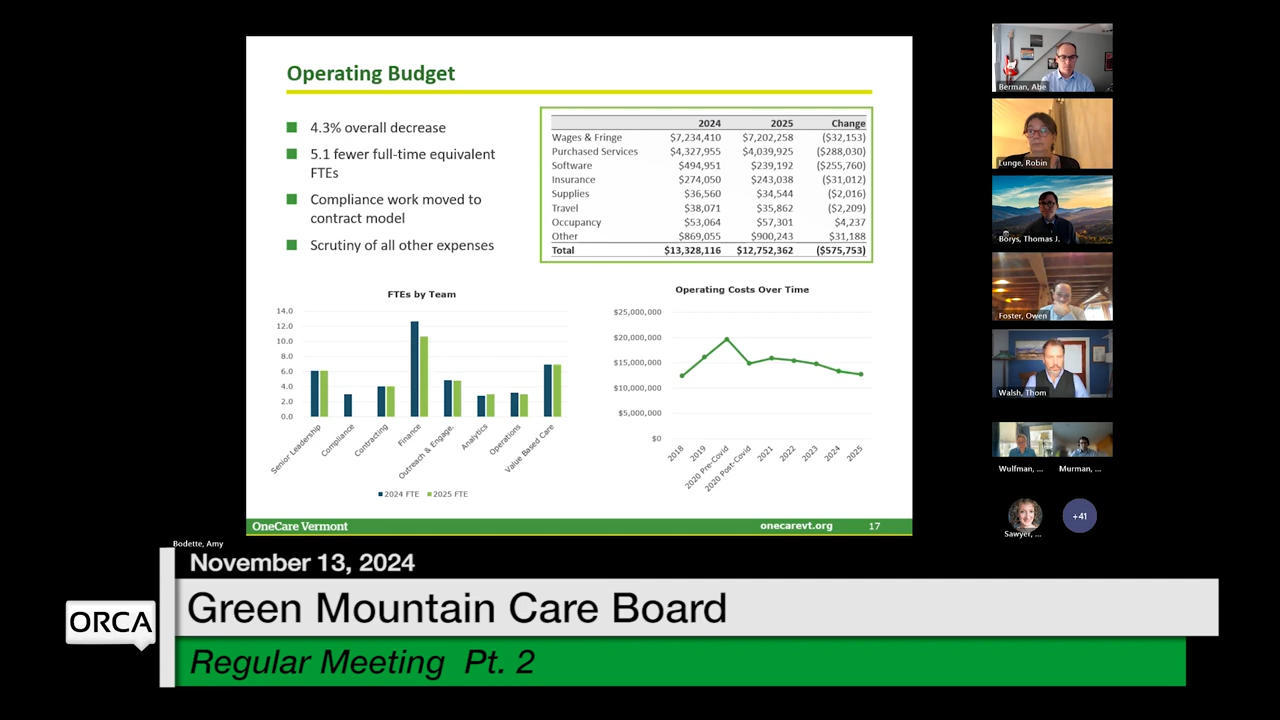 Operating Budget
4.3% overall decrease
5.1 fewer full-time equivalent
FTEs
Compliance work moved to
contract model
Scrutiny of all other expenses
2024 2025 Change
Wages & Fringe $7,234,410 $7,202,258 ($32,153)
Purchased Services $4,327,955 $4,039,925 ($288,030)
Software $494,951 $239,192 ($255,760)
Insurance $274,050 $243,038 ($31,012)
Supplies $36,560 $34,544 ($2,016)
Travel $38,071 $35,862 ($2,209)
Occupancy $53,064 $57,301 $4,237
Other $869,055 $900,243 $31,188
Total $13,328,116 $12,752,362 ($575,753)
FTEs by Team
14.0
12.0
10.0
8.0
6.0
4.0
2.0
0.0
Senior Leadership
Compliance
Contracting
Finance
Outreach & Engage.
Analytics
Operations
Value Based Care
2024 FTE 2025 FTE
Operating Costs Over Time
$25,000,000
$20,000,000
$15,000,000
$10,000,000
$5,000,000
$0
2018
2019
2020 Pre-Covid
2020 Post-Covid
2021
2022
2023
2024
2025
OneCare Vermont onecarevt.org 17
Berman, Abe
Lunge, Robin
Borys, Thomas J.
Foster, Owen
Walsh, Thom
Wulfman, ... Murman, ...
Sawyer, ...
+41
Bodette, Amy
November 13, 2024
ORCA
Green Mountain Care Board
Regular Meeting Pt. 2